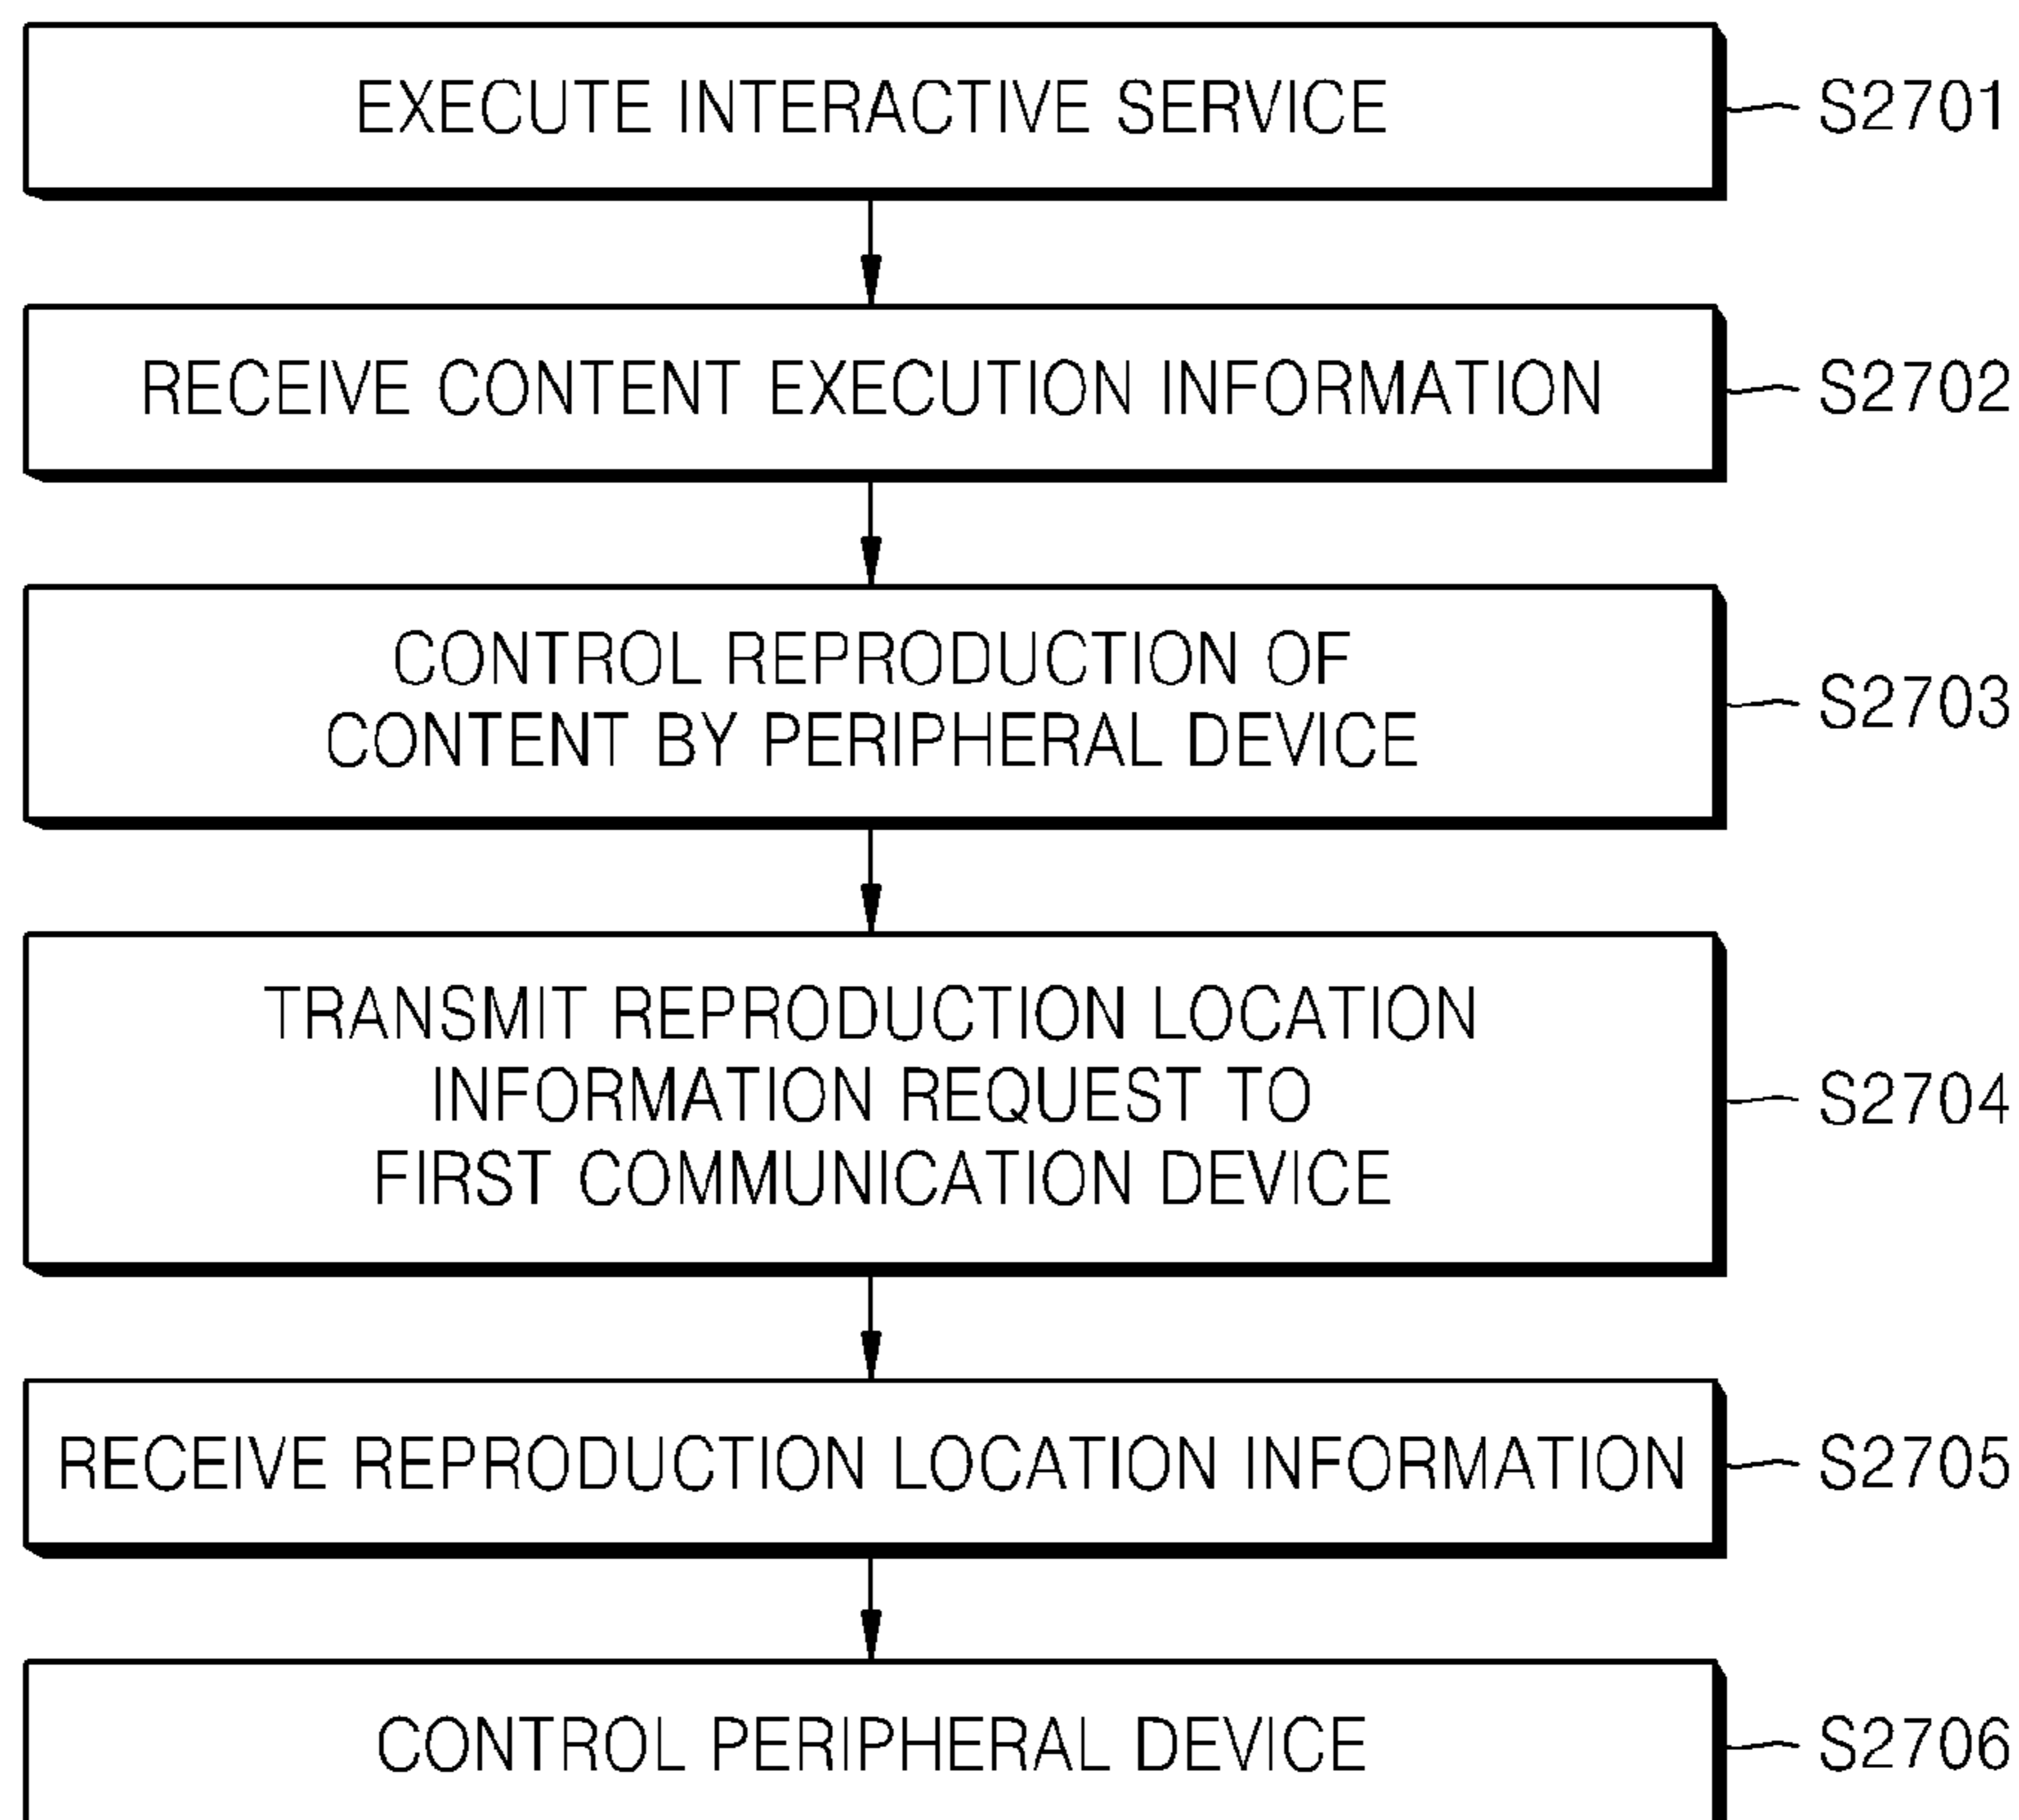 EXECUTE INTERACTIVE SERVICE
S2701
RECEIVE CONTENT EXECUTION INFORMATION
S2702
CONTROL REPRODUCTION OF
CONTENT BY PERIPHERAL DEVICE
S2703
TRANSMIT REPRODUCTION LOCATION
INFORMATION REQUEST TO
FIRST COMMUNICATION DEVICE
S2704
RECEIVE REPRODUCTION LOCATION INFORMATION
S2705
CONTROL PERIPHERAL DEVICE
S2706